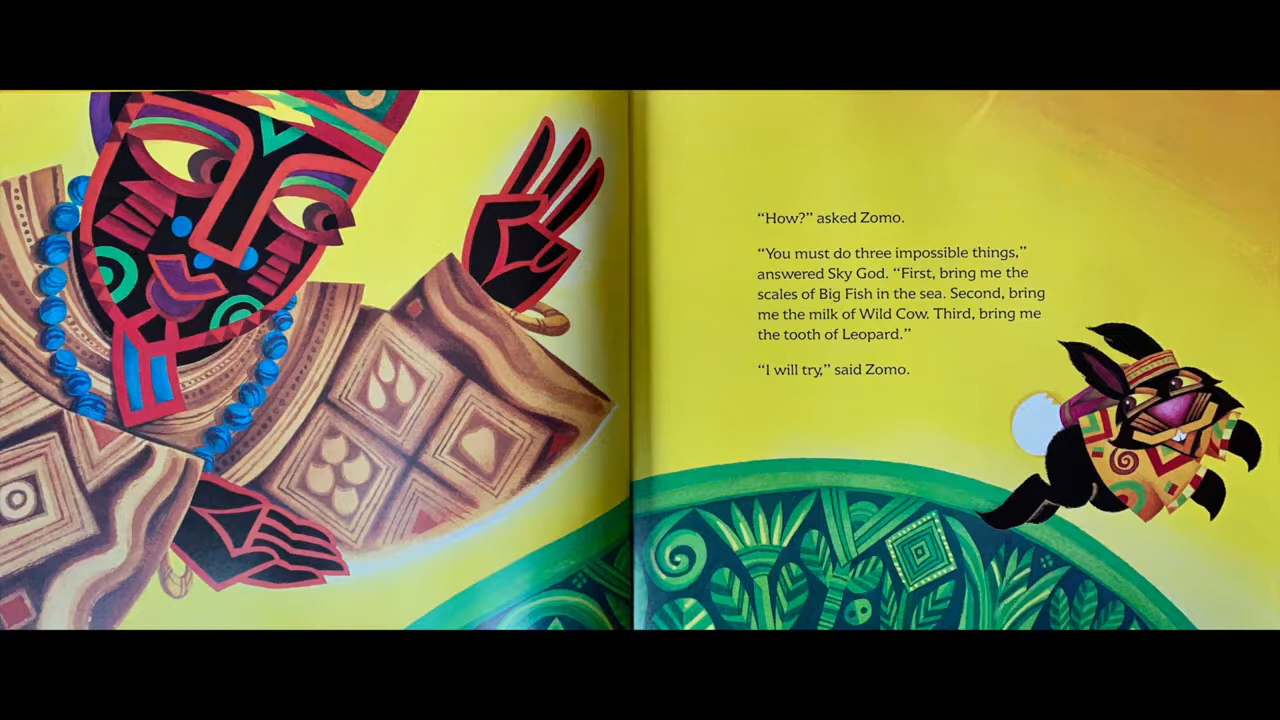 “How?” asked Zomo.
“You must do three impossible things,”
answered Sky God. “First, bring me the
scales of Big Fish in the sea. Second, bring
me the milk of Wild Cow. Third, bring me
the tooth of Leopard.”
“I will try,” said Zomo.